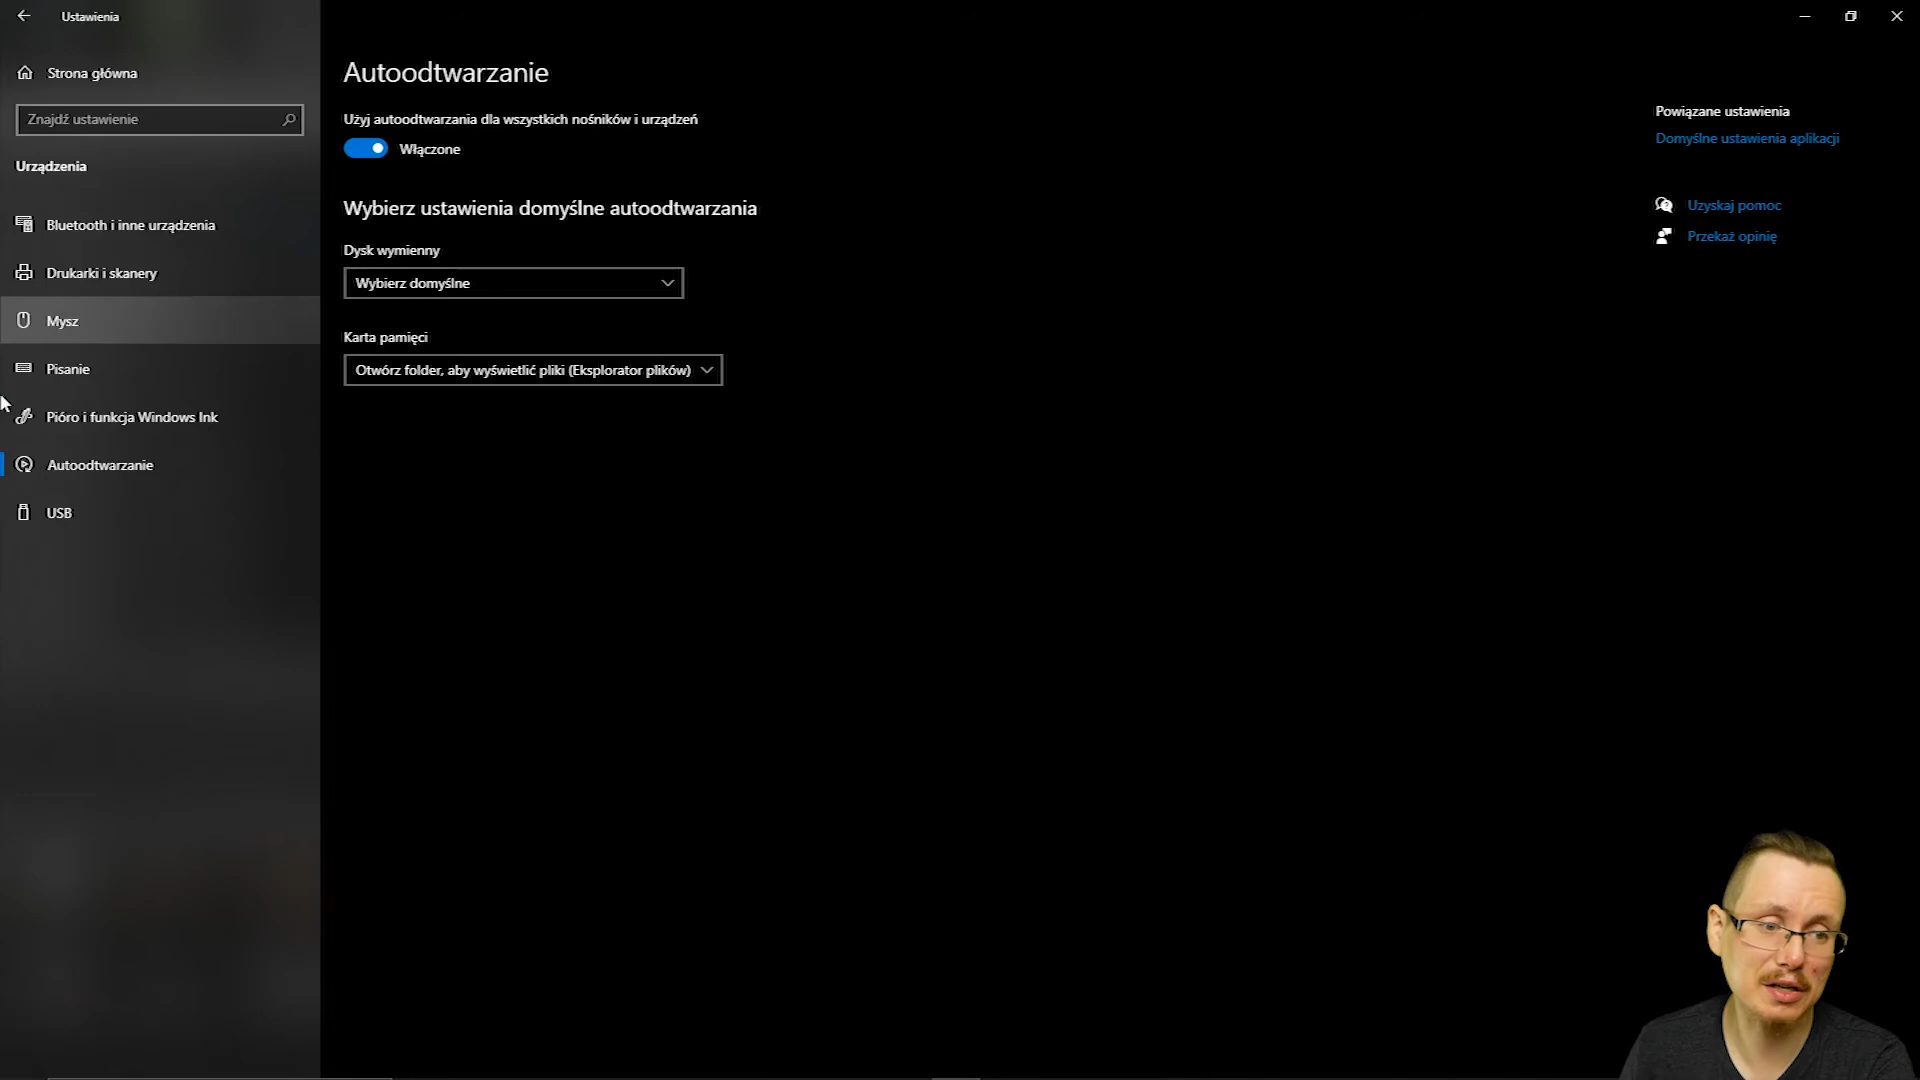 Ustawienia
Strona główna
Znajdź ustawienie
Urządzenia
Bluetooth i inne urządzenia
Drukarki i skanery
Mysz
Pisanie
Pióro i funkcja Windows Ink
Autoodtwarzanie
USB
Autoodtwarzanie
Użyj autoodtwarzania dla wszystkich nośników i urządzeń
Włączone
Wybierz ustawienia domyślne autoodtwarzania
Dysk wymienny
Wybierz domyślne
Karta pamięci
Otwórz folder, aby wyświetlić pliki (Eksplorator plików)
Powiązane ustawienia
Domyślne ustawienia aplikacji
Uzyskaj pomoc
Przekaż opinię